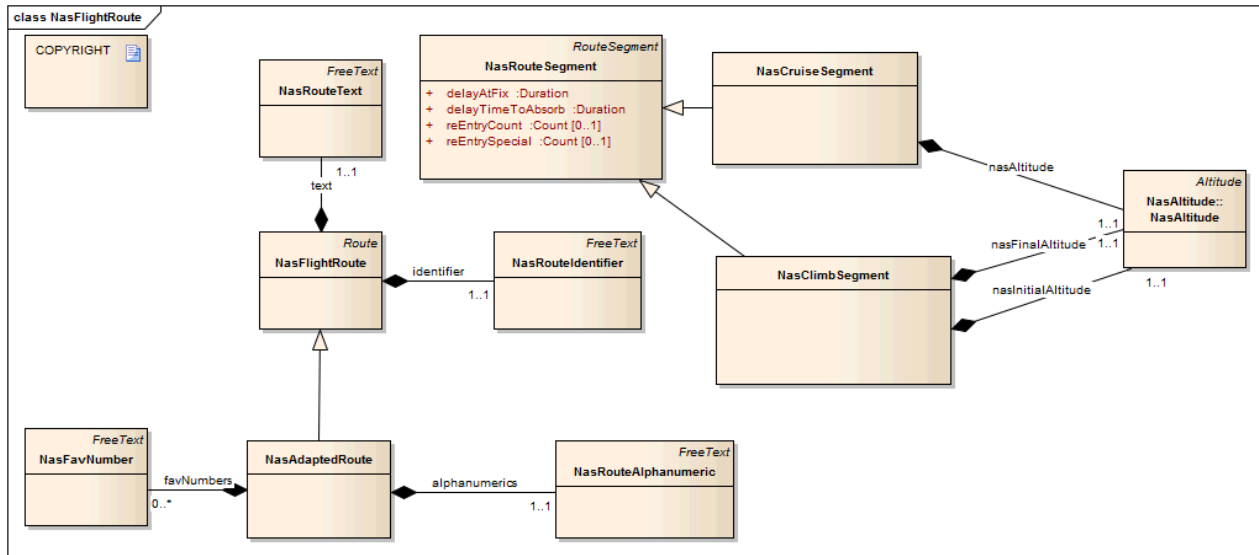 class NasFlightRoute
COPYRIGHT
FreeText
NasRouteText
1..1
text
Route
NasFlightRoute
identifier
1..1
FreeText
NasRouteIdentifier
RouteSegment
NasRouteSegment
+ delayAtFix :Duration
+ delayTimeToAbsorb :Duration
+ reEntryCount :Count [0..1]
+ reEntrySpecial :Count [0..1]
NasCruiseSegment
nasAltitude
1..1
Altitude
NasAltitude::
NasAltitude
NasClimbSegment
nasFinalAltitude
1..1
nasInitialAltitude
1..1
FreeText
NasFavNumber
favNumbers
0..*
NasAdaptedRoute
alphanumerics
1..1
FreeText
NasRouteAlphanumeric